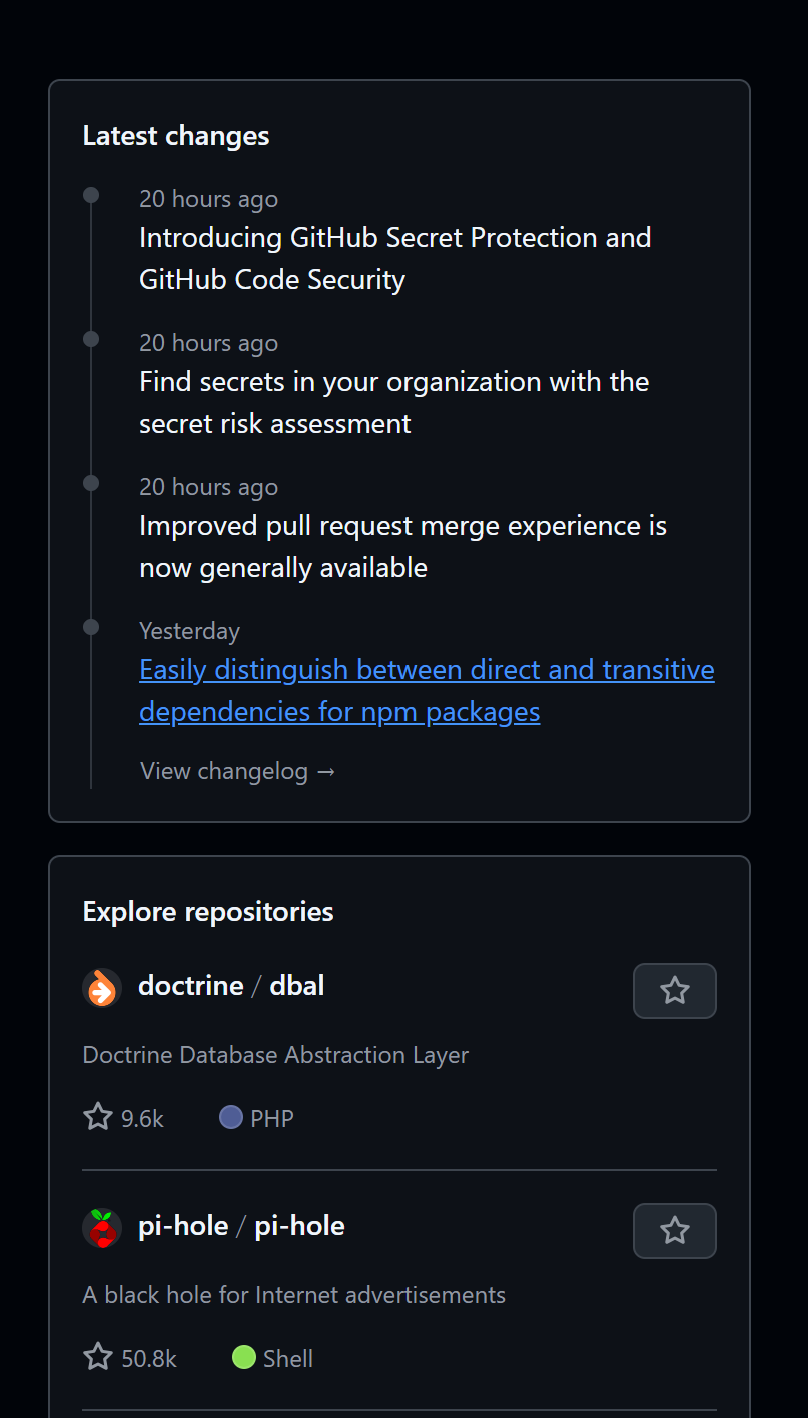 Latest changes
20 hours ago
Introducing GitHub Secret Protection and
GitHub Code Security
20 hours ago
Find secrets in your organization with the
secret risk assessment
20 hours ago
Improved pull request merge experience is
now generally available
Yesterday
Easily distinguish between direct and transitive
dependencies for npm packages
View changelog →
Explore repositories
doctrine / dbal
Doctrine Database Abstraction Layer
9.6k PHP
pi-hole / pi-hole
A black hole for Internet advertisements
50.8k Shell